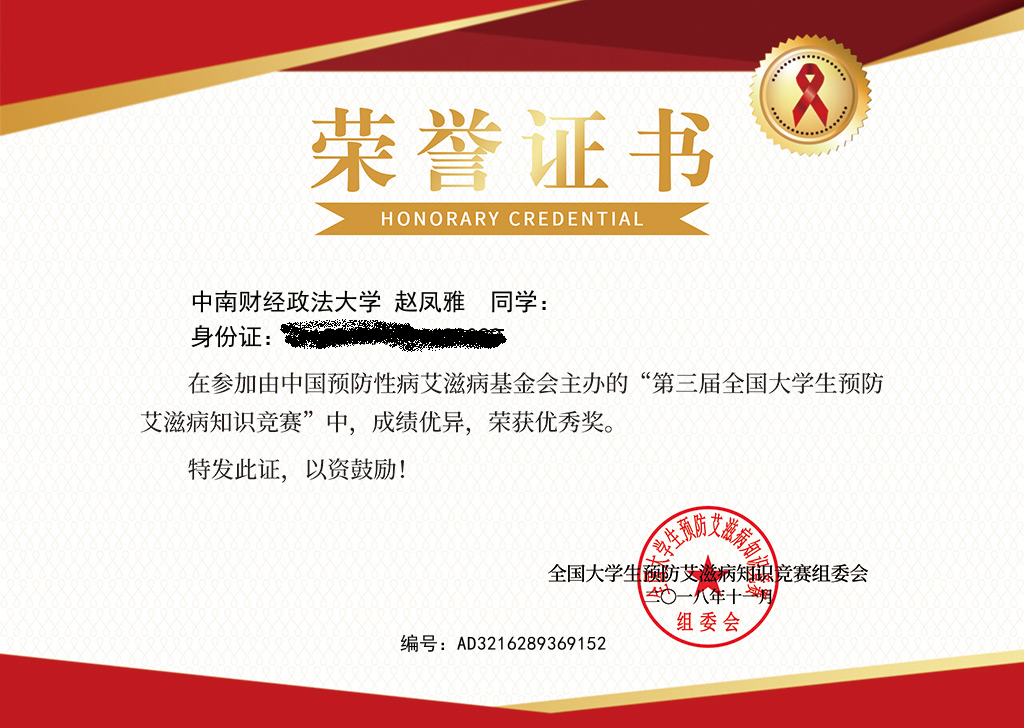 荣誉证书
HONORARY CREDENTIAL
中南财经政法大学 赵凤雅 同学：
身份证：
在参加由中国预防性病艾滋病基金会主办的“第三届全国大学生预防
艾滋病知识竞赛”中，成绩优异，荣获优秀奖。
特发此证，以资鼓励！
全国大学生预防艾滋病知识竞赛
全国大学生预防艾滋病知识竞赛组委会
二〇一八年十一月
组委会
编号：AD3216289369152